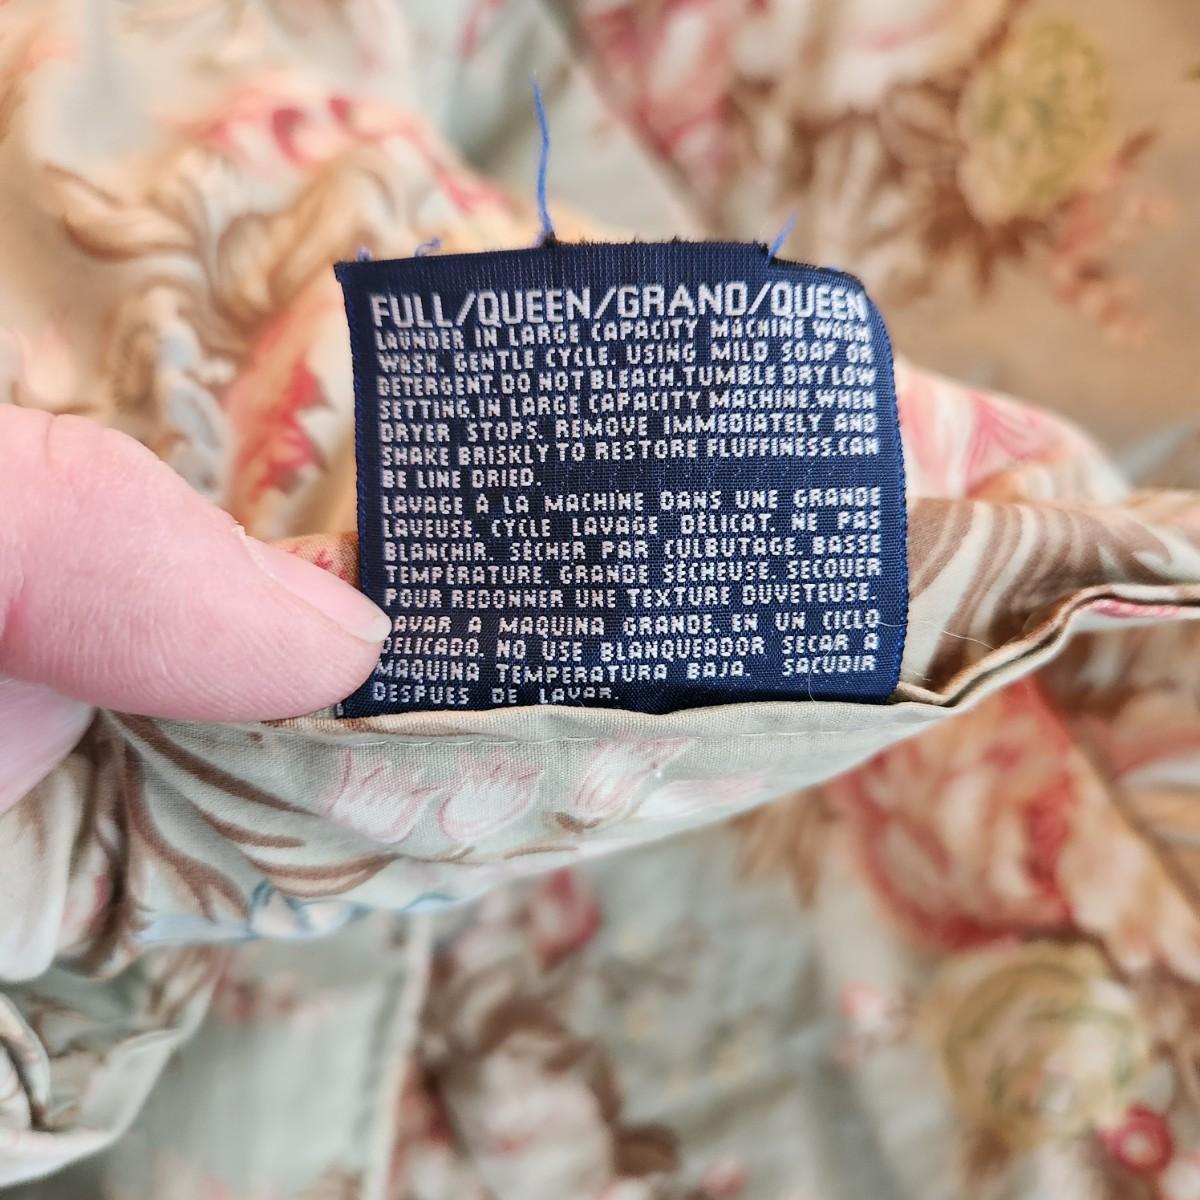 FULL/QUEEN/GRAND/QUEEN
LAUNDER IN LARGE CAPACITY MACHINE WARM
WASH. GENTLE CYCLE. USING MILD SOAP OR
DETERGENT.DO NOT BLEACH.TUMBLE DRY LOW
SETTING.IN LARGE CAPACITY MACHINE.WHEN
DRYER STOPS. REMOVE IMMEDIATELY AND
SHAKE BRISKLY TO RESTORE FLUFFINESS.CAN
BE LINE DRIED.
LAVAGE À LA MACHINE DANS UNE GRANDE
LAVEUSE. CYCLE LAVAGE DÉLICAT. NE PAS
BLANCHIR. SÉCHER PAR CULBUTAGE. BASSE
TEMPÉRATURE. GRANDE SÉCHEUSE. SECOUER
POUR REDONNER UNE TEXTURE DUVETEUSE.
LAVAR A MAQUINA GRANDE EN UN CICLO
DELICADO. NO USE BLANQUEADOR SECAR A
MAQUINA TEMPERATURA BAJA. SACUDIR
DESPUES DE LAVAR.